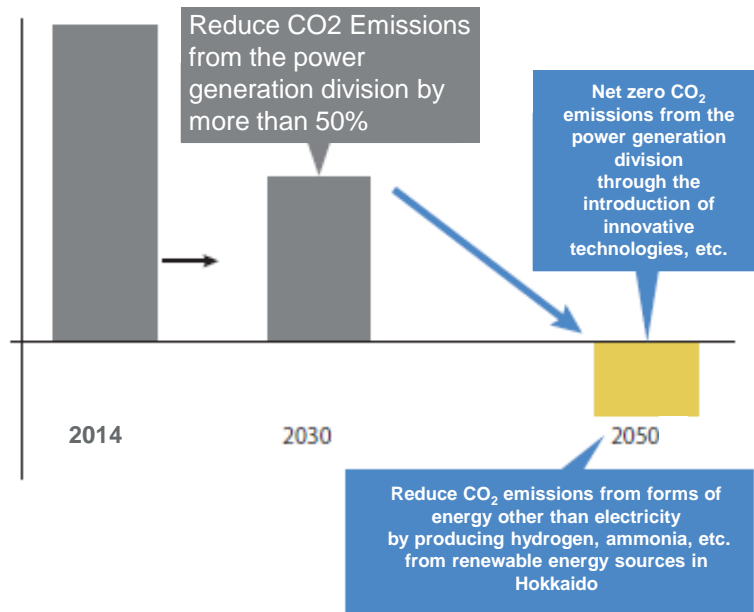 Reduce CO2 Emissions
from the power
generation division by
more than 50%
Net zero CO₂
emissions from the
power generation
division
through the
introduction of
innovative
technologies, etc.
2014
2030
2050
Reduce CO₂ emissions from forms of
energy other than electricity
by producing hydrogen, ammonia, etc.
from renewable energy sources in
Hokkaido